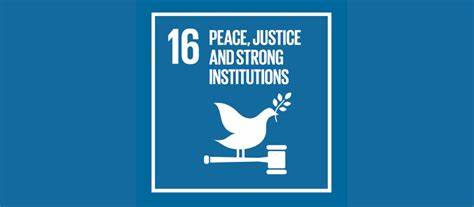 16 PEACE, JUSTICE
AND STRONG
INSTITUTIONS